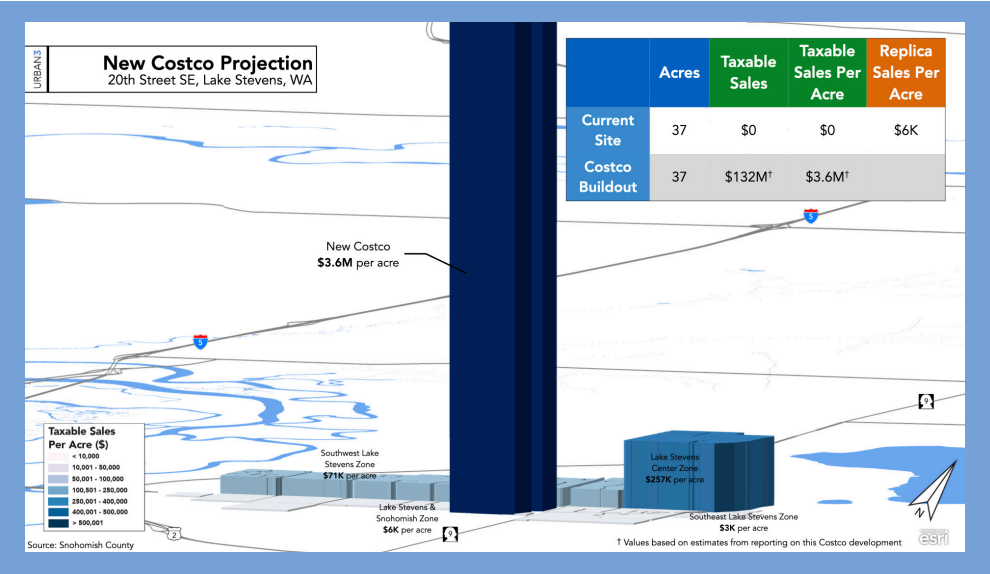 URBAN3
New Costco Projection
20th Street SE, Lake Stevens, WA
Acres
Taxable
Sales
Taxable
Sales Per
Acre
Replica
Sales Per
Acre
Current
Site
37
$0
$0
$6K
Costco
Buildout
37
$132M†
$3.6M†
5
New Costco
$3.6M per acre
5
9
Taxable Sales
Per Acre ($)
< 10,000
10,001 - 50,000
50,001 - 100,000
100,501 - 250,000
250,001 - 400,000
400,001 - 500,000
> 500,001
Southwest Lake
Stevens Zone
$71K per acre
Lake Stevens
Center Zone
$257K per acre
Lake Stevens &
Snohomish Zone
$6K per acre
Southeast Lake Stevens Zone
$3K per acre
9
2
N
Source: Snohomish County
† Values based on estimates from reporting on this Costco development
esri